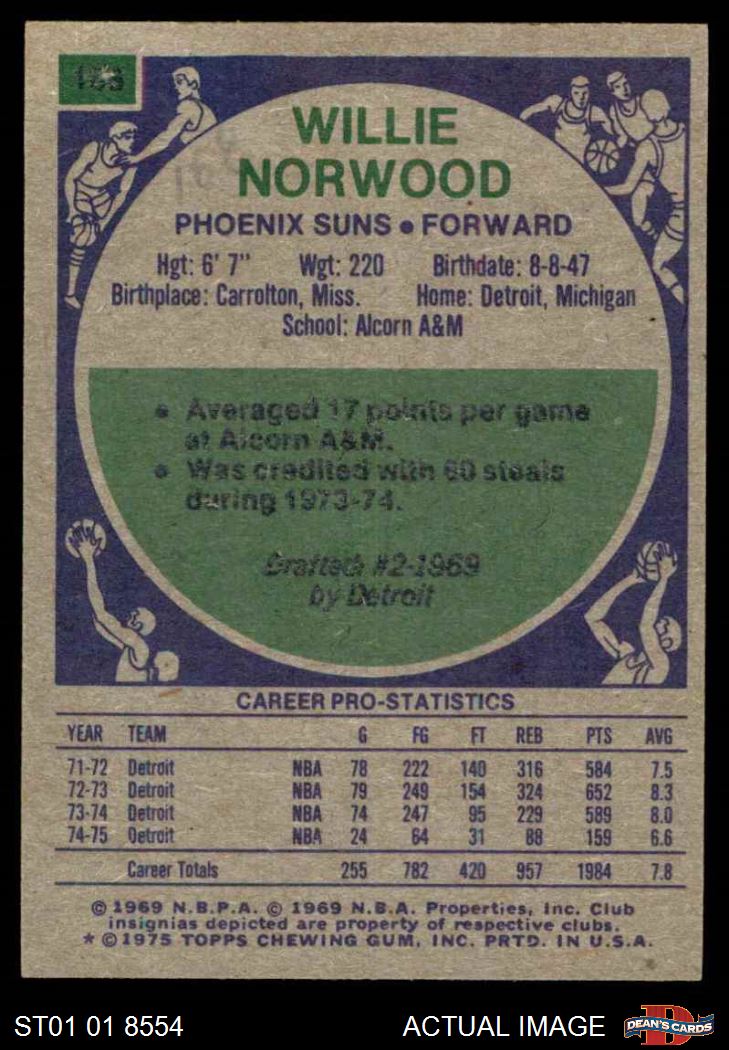 168
WILLIE
NORWOOD
168
PHOENIX SUNS • FORWARD
Hgt: 6' 7" Wgt: 220 Birthdate: 8-8-47
Birthplace: Carrolton, Miss. Home: Detroit, Michigan
School: Alcorn A&M
• Averaged 17 points per game
at Alcorn A&M.
• Was credited with 60 steals
during 1973-74.
Drafted: #2-1969
by Detroit
CAREER PRO-STATISTICS
YEAR TEAM G FG FT REB PTS AVG
71-72 Detroit NBA 78 222 140 316 584 7.5
72-73 Detroit NBA 79 249 154 324 652 8.3
73-74 Detroit NBA 74 247 95 229 589 8.0
74-75 Detroit NBA 24 64 31 88 159 6.6
Career Totals 255 782 420 957 1984 7.8
© 1969 N.B.P.A. © 1969 N.B.A. Properties, Inc. Club
insignias depicted are property of respective clubs.
* © 1975 TOPPS CHEWING GUM, INC. PRTD. IN U.S.A.
ST01 01 8554 ACTUAL IMAGE D DEAN'S CARDS